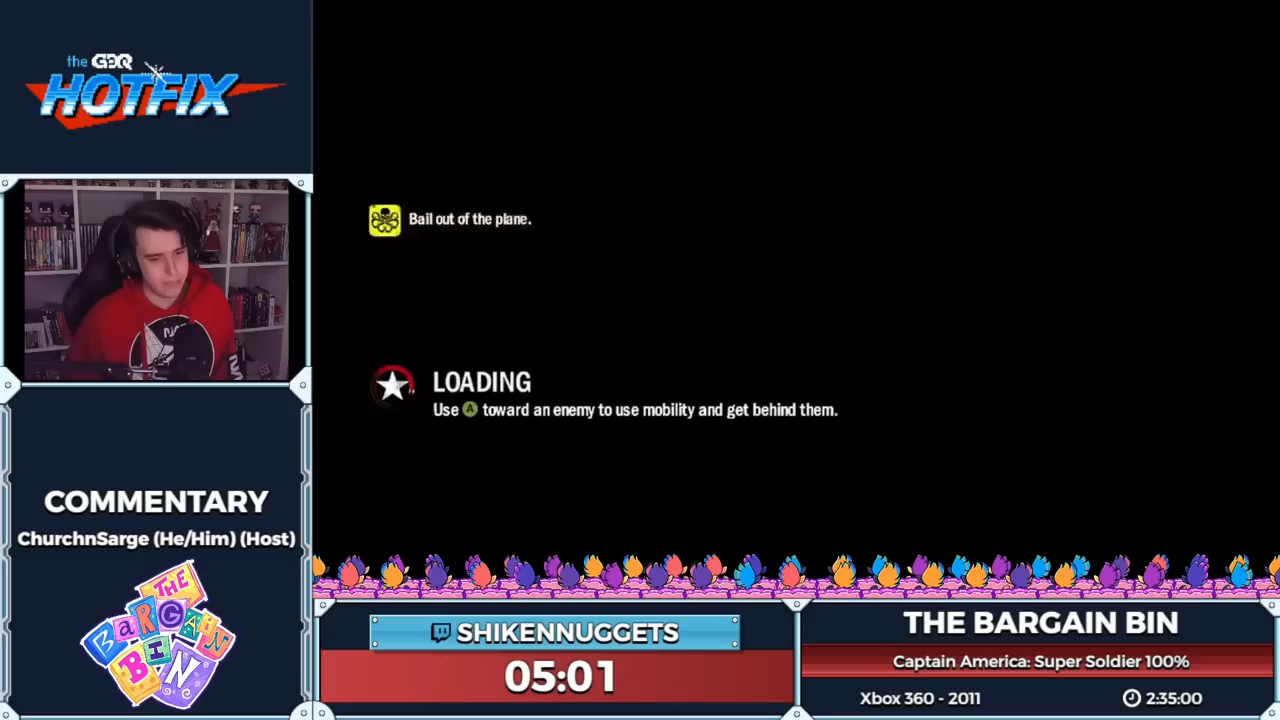 the GDQ
HOTFIX
Bail out of the plane.
LOADING
Use A toward an enemy to use mobility and get behind them.
COMMENTARY
ChurchnSarge (He/Him) (Host)
THE
BARGAIN
BIN
SHIKENNUGGETS
05:01
THE BARGAIN BIN
Captain America: Super Soldier 100%
Xbox 360 - 2011
2:35:00